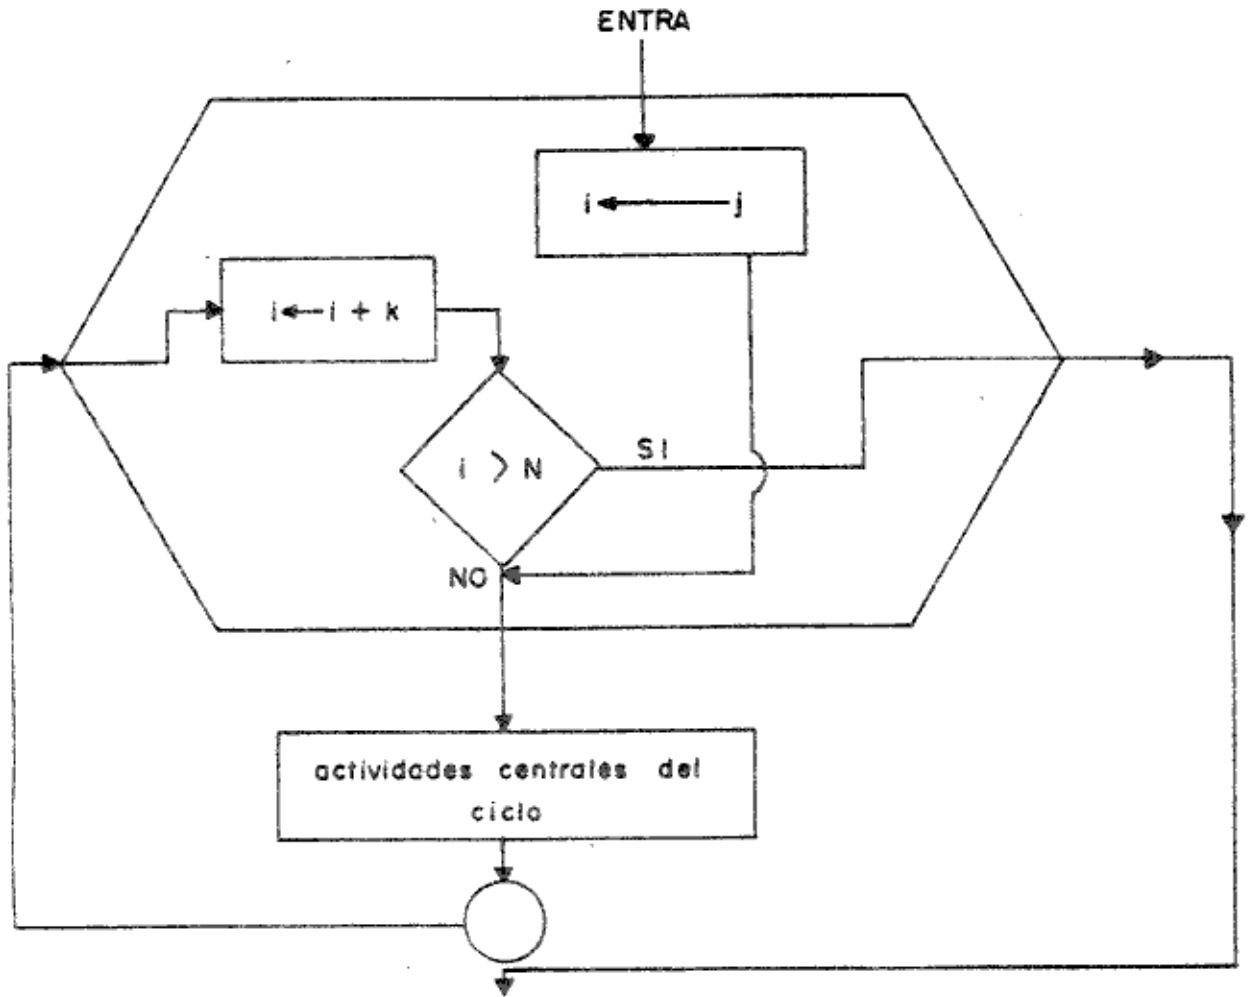 ENTRA
i ← j
i ← i + k
i > N
SI
NO
actividades centrales del
ciclo